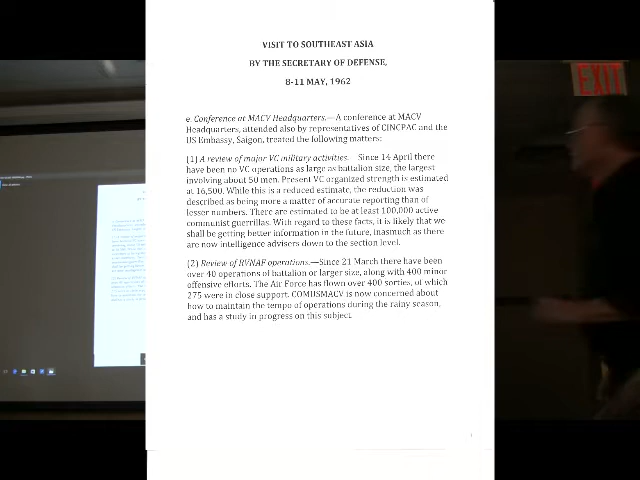 VISIT TO SOUTHEAST ASIA
BY THE SECRETARY OF DEFENSE,
8-11 MAY, 1962
e. Conference at MACV Headquarters.—A conference at MACV
Headquarters, attended also by representatives of CINCPAC and the
US Embassy, Saigon, treated the following matters:
(1) A review of major VC military activities.—Since 14 April there
have been no VC operations as large as battalion size, the largest
involving about 50 men. Present VC organized strength is estimated
at 16,500. While this is a reduced estimate, the reduction was
described as being more a matter of accurate reporting than of
lesser numbers. There are estimated to be at least 100,000 active
communist guerrillas. With regard to these facts, it is likely that we
shall be getting better information in the future, inasmuch as there
are now intelligence advisers down to the section level.
(2) Review of RVNAF operations.—Since 21 March there have been
over 40 operations of battalion or larger size, along with 400 minor
offensive efforts. The Air Force has flown over 400 sorties, of which
275 were in close support. COMUSMACV is now concerned about
how to maintain the tempo of operations during the rainy season,
and has a study in progress on this subject.
EXIT